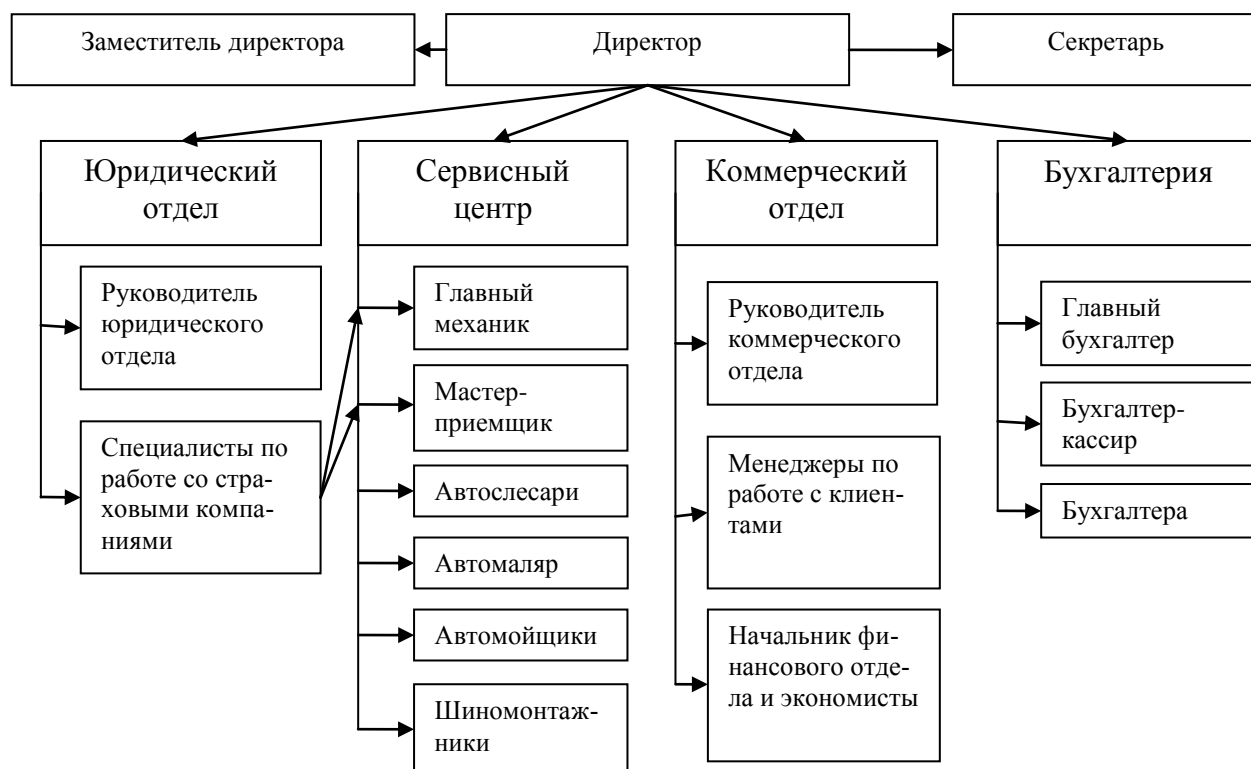 Заместитель директора
Директор
Секретарь
Юридический
отдел
Сервисный
центр
Коммерческий
отдел
Бухгалтерия
Руководитель
юридического
отдела
Специалисты по
работе со стра-
ховыми компа-
ниями
Главный
механик
Мастер-
приемщик
Автослесари
Автомаляр
Автомойщики
Шиномонтаж-
ники
Руководитель
коммерческого
отдела
Менеджеры по
работе с клиен-
тами
Начальник фи-
нансового отде-
ла и экономисты
Главный
бухгалтер
Бухгалтер-
кассир
Бухгалтера